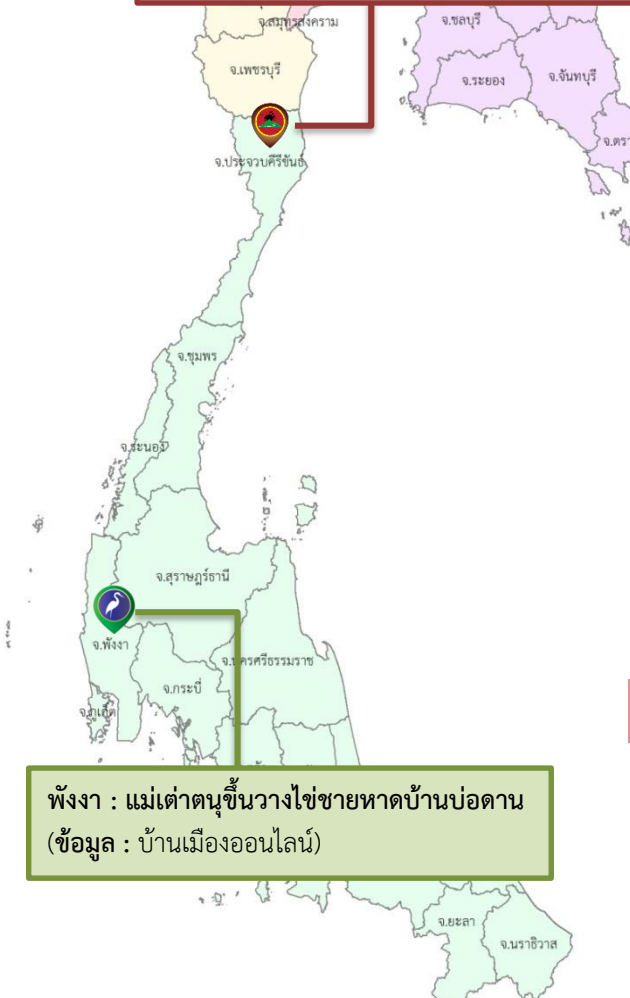 จ.สมุทรสงคราม
จ.ชลบุรี
จ.เพชรบุรี
จ.ระยอง
จ.จันทบุรี
จ.ประจวบคีรีขันธ์
จ.ชุมพร
จ.ระนอง
จ.สุราษฎร์ธานี
จ.พังงา
จ.นครศรีธรรมราช
จ.กระบี่
จ.ภูเก็ต
พังงา : แม่เต่าตนุขึ้นวางไข่ชายหาดบ้านบ่อดาน
(ข้อมูล : บ้านเมืองออนไลน์)
จ.ยะลา
จ.นราธิวาส